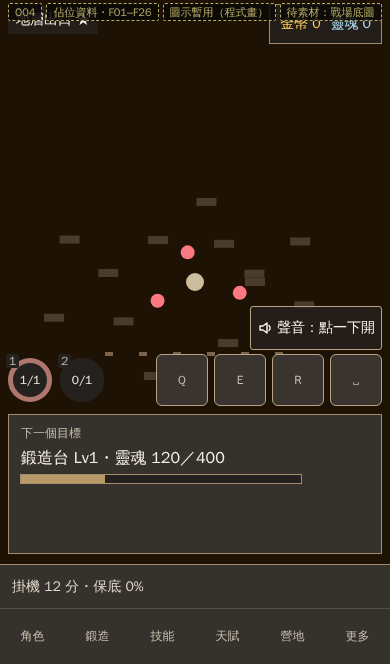 004 佔位資料・F01—F26 圖示暫用（程式畫） 待素材：戰場底圖
金幣 0 靈魂 0
聲音：點一下開
1 2
1/1 0/1 Q E R ⎵
下一個目標
鍛造台 Lv1・靈魂 120／400
掛機 12 分・保底 0%
角色 鍛造 技能 天賦 營地 更多